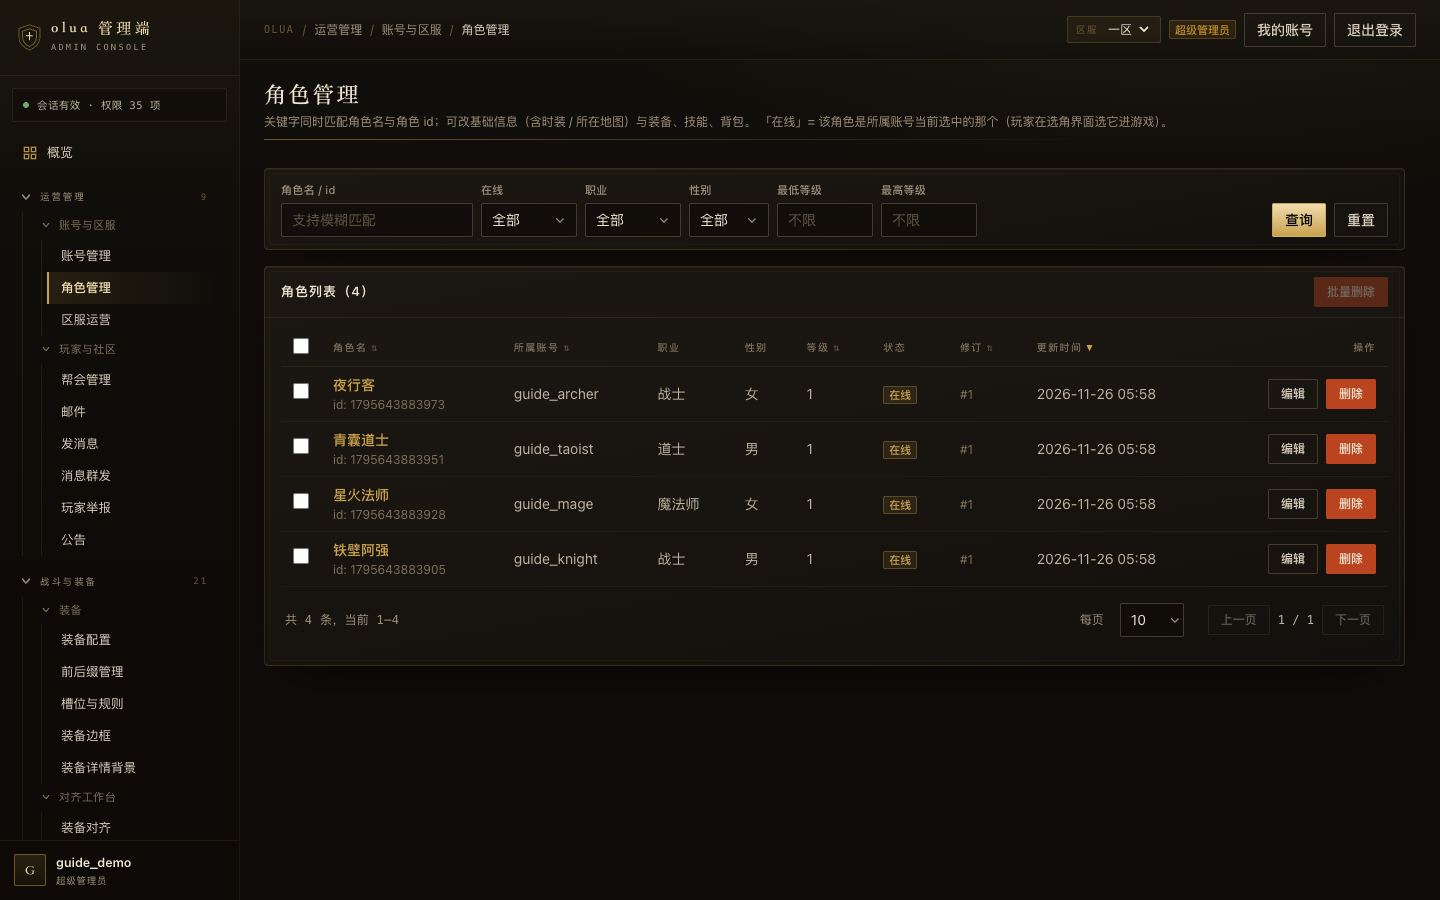 olua 管理端
ADMIN CONSOLE
会话有效 · 权限 35 项
概览
运营管理 9
账号与区服
账号管理
角色管理
区服运营
玩家与社区
帮会管理
邮件
发消息
消息群发
玩家举报
公告
战斗与装备 21
装备
装备配置
前后缀管理
槽位与规则
装备边框
装备详情背景
对齐工作台
装备对齐
G
guide_demo
超级管理员
OLUA / 运营管理 / 账号与区服 / 角色管理
区服 一区 超级管理员 我的账号 退出登录
角色管理
关键字同时匹配角色名与角色 id；可改基础信息（含时装 / 所在地图）与装备、技能、背包。「在线」= 该角色是所属账号当前选中的那个（玩家在选角界面选它进游戏）。
角色名 / id 在线 职业 性别 最低等级 最高等级
支持模糊匹配 全部 全部 全部 不限 不限 查询 重置
角色列表（4） 批量删除
角色名 所属账号 职业 性别 等级 状态 修订 更新时间 ▼ 操作
夜行客
id: 1795643883973
guide_archer 战士 女 1 在线 #1 2026-11-26 05:58 编辑 删除
青囊道士
id: 1795643883951
guide_taoist 道士 男 1 在线 #1 2026-11-26 05:58 编辑 删除
星火法师
id: 1795643883928
guide_mage 魔法师 女 1 在线 #1 2026-11-26 05:58 编辑 删除
铁壁阿强
id: 1795643883905
guide_knight 战士 男 1 在线 #1 2026-11-26 05:58 编辑 删除
共 4 条，当前 1–4 每页 10 上一页 1 / 1 下一页